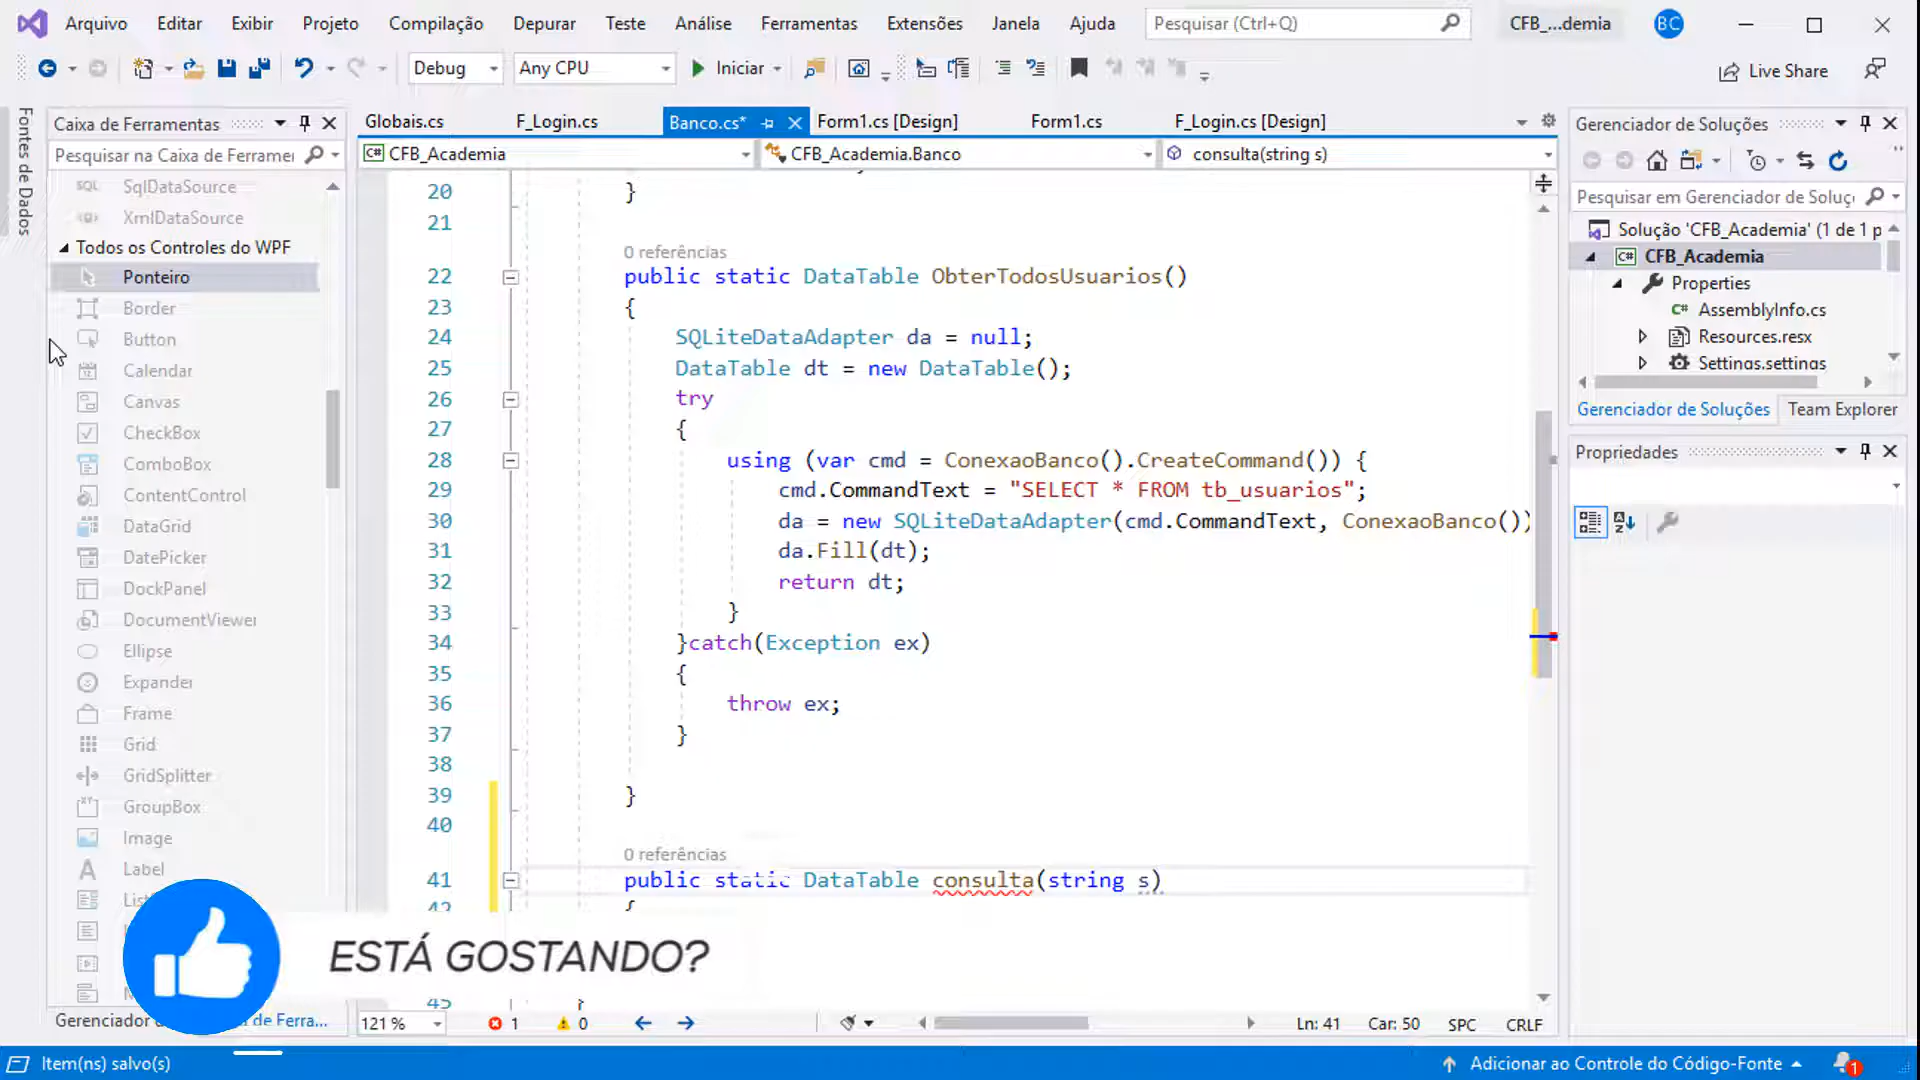 Arquivo Editar Exibir Projeto Compilação Depurar Teste Análise Ferramentas Extensões Janela Ajuda Pesquisar (Ctrl+Q) CFB_...demia BC
Debug Any CPU Iniciar Live Share
Fontes de Dados
Caixa de Ferramentas
Pesquisar na Caixa de Ferramer
SqlDataSource
XmlDataSource
Todos os Controles do WPF
Ponteiro
Border
Button
Calendar
Canvas
CheckBox
ComboBox
ContentControl
DataGrid
DatePicker
DockPanel
DocumentViewer
Ellipse
Expander
Frame
Grid
GridSplitter
GroupBox
Image
Label
Gerenciador de Ferra...
Globais.cs F_Login.cs Banco.cs* Form1.cs [Design] Form1.cs F_Login.cs [Design]
CFB_Academia CFB_Academia.Banco consulta(string s)
20 }
21
0 referências
22 public static DataTable ObterTodosUsuarios()
23 {
24 SQLiteDataAdapter da = null;
25 DataTable dt = new DataTable();
26 try
27 {
28 using (var cmd = ConexaoBanco().CreateCommand()) {
29 cmd.CommandText = "SELECT * FROM tb_usuarios";
30 da = new SQLiteDataAdapter(cmd.CommandText, ConexaoBanco())
31 da.Fill(dt);
32 return dt;
33 }
34 }catch(Exception ex)
35 {
36 throw ex;
37 }
38
39 }
40
0 referências
41 public static DataTable consulta(string s)
42 {
45 }
ESTÁ GOSTANDO?
121 % 1 0 Ln: 41 Car: 50 SPC CRLF
Gerenciador de Soluções
Pesquisar em Gerenciador de Soluç
Solução 'CFB_Academia' (1 de 1 p
CFB_Academia
Properties
AssemblyInfo.cs
Resources.resx
Settings.settings
Gerenciador de Soluções Team Explorer
Propriedades
Item(ns) salvo(s) Adicionar ao Controle do Código-Fonte 1